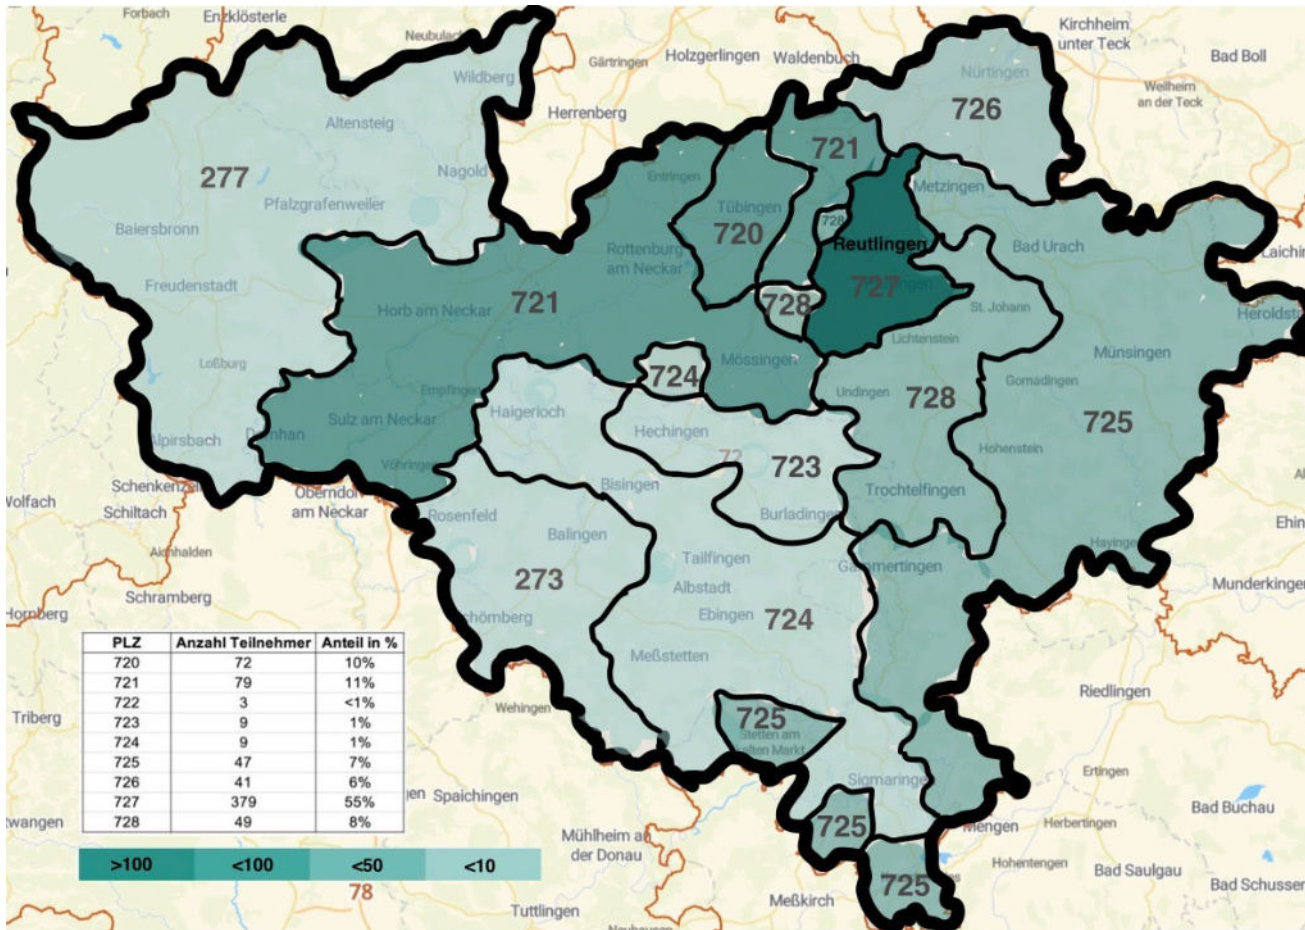 Forbach
Enzklösterle
Neubulach
Wildberg
Gärtringen
Holzgerlingen
Waldenbuch
Kirchheim
unter Teck
Bad Boll
Nürtingen
726
Weilheim
an der Teck
Herrenberg
Altensteig
277
Nagold
Entringen
721
Metzingen
Pfalzgrafenweiler
Tübingen
Baiersbronn
720
728
Reutlingen
Rottenburg
am Neckar
Bad Urach
Freudenstadt
721
727
Horb am Neckar
728
St. Johann
Lichtenstein
Münsingen
Loßburg
Mössingen
724
Empfingen
Gomadingen
Undingen
728
725
Haigerloch
Sulz am Neckar
Hechingen
Hohenstein
Alpirsbach
72
723
Vöhringen
Bisingen
Trochtelfingen
Oberndorf
am Neckar
Wolfach
Schiltach
Rosenfeld
Balingen
Burladingen
Aichhalden
Tailfingen
Gammertingen
Hayingen
273
Albstadt
Munderkingen
Hornberg
Schramberg
Ebingen
724
Meßstetten
PLZ Anzahl Teilnehmer Anteil in %
720 72 10%
721 79 11%
722 3 <1%
723 9 1%
724 9 1%
725 47 7%
726 41 6%
727 379 55%
728 49 8%
Triberg
Wehingen
Riedlingen
725
Stetten am
kalten Markt
Ertingen
Spaichingen
725
Bad Buchau
Mühlheim an
der Donau
Mengen
Herbertingen
Hohentengen
Bad Saulgau
>100 <100 <50 <10
78
Meßkirch
725
Tuttlingen